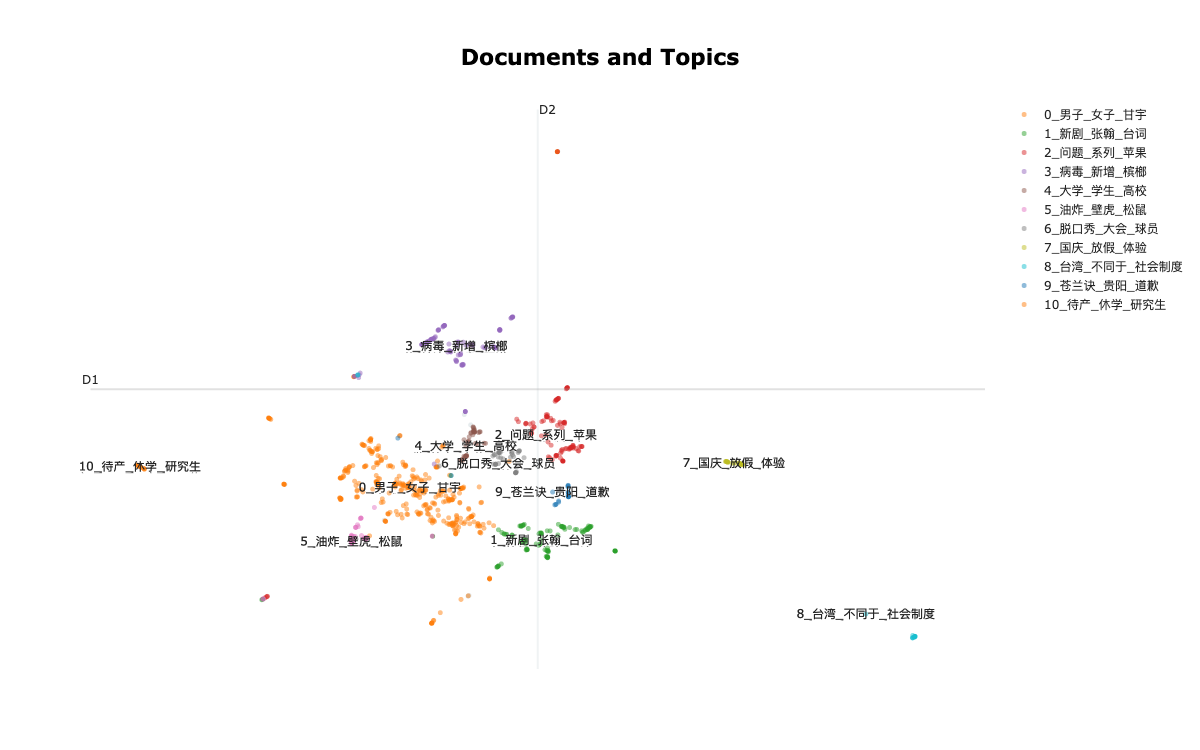 Documents and Topics
D2
D1
0_男子_女子_甘宇
1_新剧_张翰_台词
2_问题_系列_苹果
3_病毒_新增_槟榔
4_大学_学生_高校
5_油炸_壁虎_松鼠
6_脱口秀_大会_球员
7_国庆_放假_体验
8_台湾_不同于_社会制度
9_苍兰诀_贵阳_道歉
10_待产_休学_研究生
3_病毒_新增_槟榔
2_问题_系列_苹果
4_大学_学生_高校
6_脱口秀_大会_球员
7_国庆_放假_体验
10_待产_休学_研究生
0_男子_女子_甘宇
9_苍兰诀_贵阳_道歉
5_油炸_壁虎_松鼠
1_新剧_张翰_台词
8_台湾_不同于_社会制度